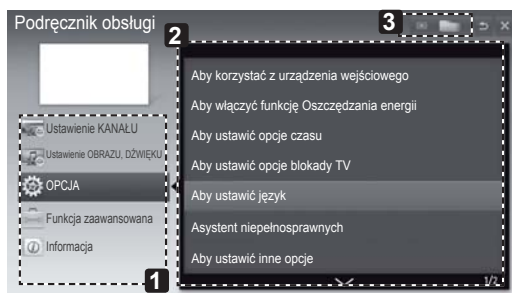 Podręcznik obsługi
3
2
Ustawienie KANAŁU
Ustawienie OBRAZU, DŹWIĘKU
OPCJA
Funkcja zaawansowana
Informacja
1
Aby korzystać z urządzenia wejściowego
Aby włączyć funkcję Oszczędzania energii
Aby ustawić opcje czasu
Aby ustawić opcje blokady TV
Aby ustawić język
Asystent niepełnosprawnych
Aby ustawić inne opcje
1/2